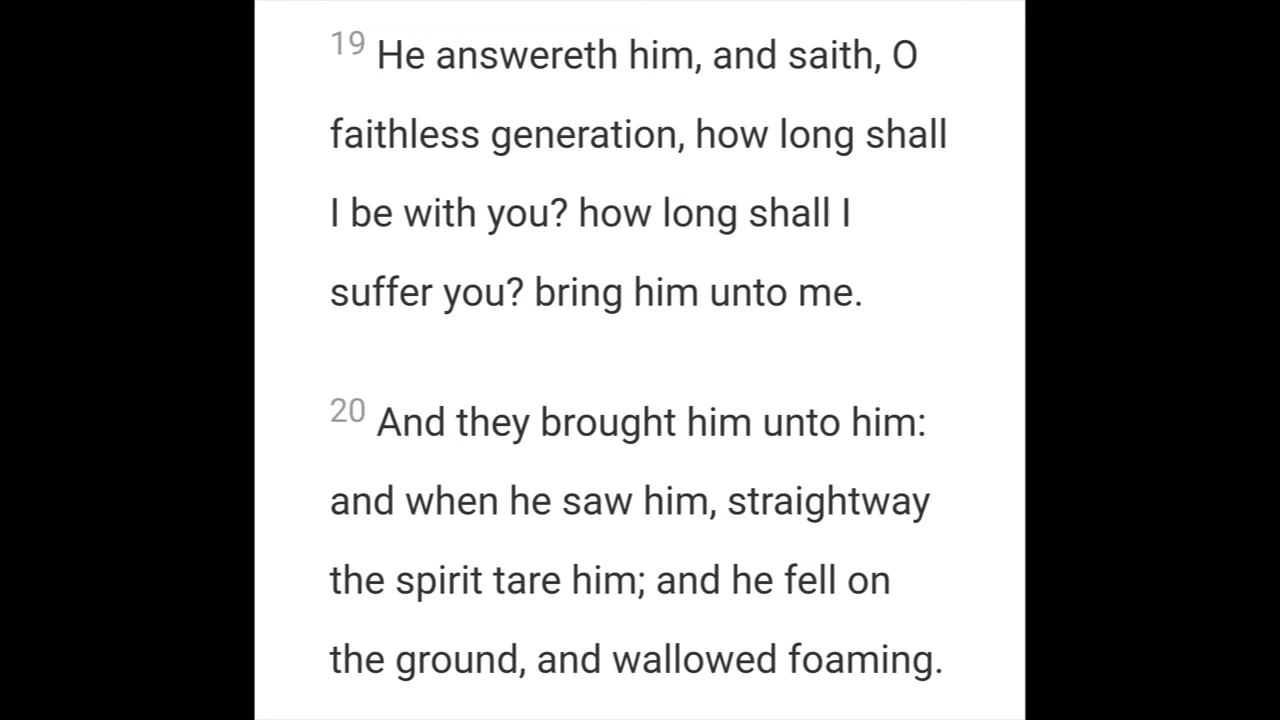 19 He answereth him, and saith, O
faithless generation, how long shall
I be with you? how long shall I
suffer you? bring him unto me.
20 And they brought him unto him:
and when he saw him, straightway
the spirit tare him; and he fell on
the ground, and wallowed foaming.